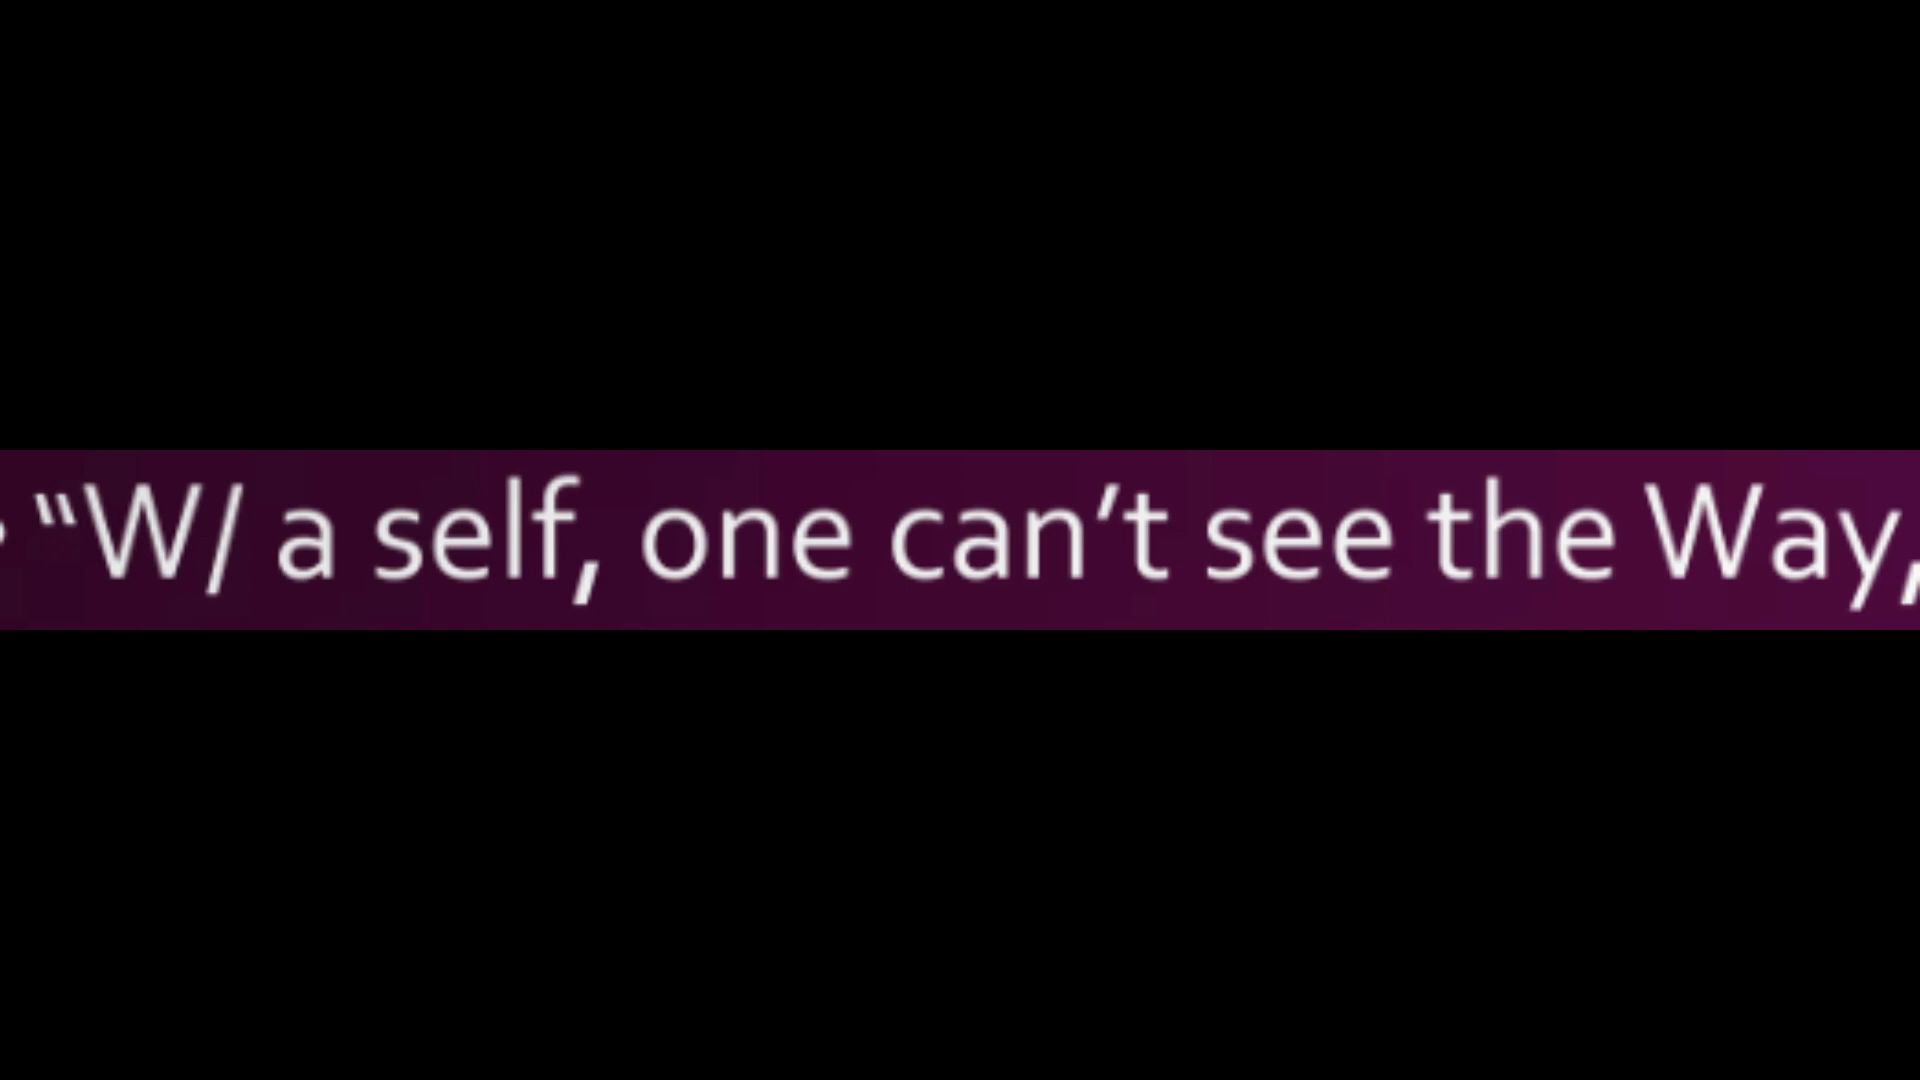 • “W/ a self, one can’t see the Way,